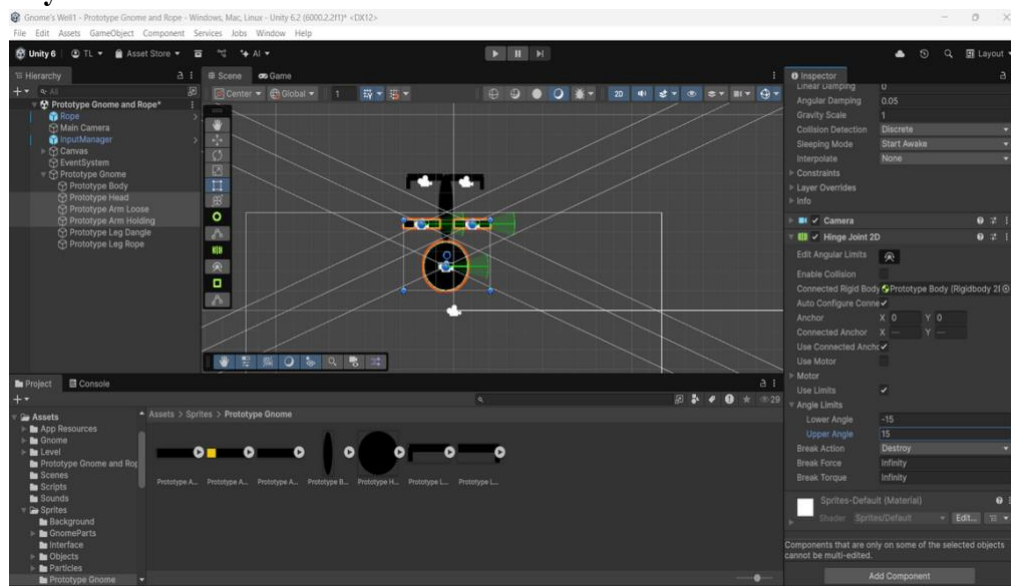 Gnome's Well1 - Prototype Gnome and Rope - Windows, Mac, Linux - Unity 6.2 (6000.2.2f1)* <DX12>
File Edit Assets GameObject Component Services Jobs Window Help
Unity 6 TL Asset Store AI Layout
Hierarchy
All
Prototype Gnome and Rope*
Rope
Main Camera
InputManager
Canvas
EventSystem
Prototype Gnome
Prototype Body
Prototype Head
Prototype Arm Loose
Prototype Arm Holding
Prototype Leg Dangle
Prototype Leg Rope
Scene Game
Center Global 1 2D
Inspector
Linear Damping 0
Angular Damping 0.05
Gravity Scale 1
Collision Detection Discrete
Sleeping Mode Start Awake
Interpolate None
Constraints
Layer Overrides
Info
Camera
Hinge Joint 2D
Edit Angular Limits
Enable Collision
Connected Rigid Body Prototype Body (Rigidbody 2D
Auto Configure Conne
Anchor X 0 Y 0
Connected Anchor X — Y —
Use Connected Ancho
Use Motor
Motor
Use Limits
Angle Limits
Lower Angle -15
Upper Angle 15
Break Action Destroy
Break Force Infinity
Break Torque Infinity
Sprites-Default (Material)
Shader Sprites/Default Edit...
Components that are only on some of the selected objects
cannot be multi-edited.
Add Component
Project Console
29
Assets
App Resources
Gnome
Level
Prototype Gnome and Rop
Scenes
Scripts
Sounds
Sprites
Background
GnomeParts
Interface
Objects
Particles
Prototype Gnome
Assets > Sprites > Prototype Gnome
Prototype A... Prototype A... Prototype A... Prototype B... Prototype H... Prototype L... Prototype L...